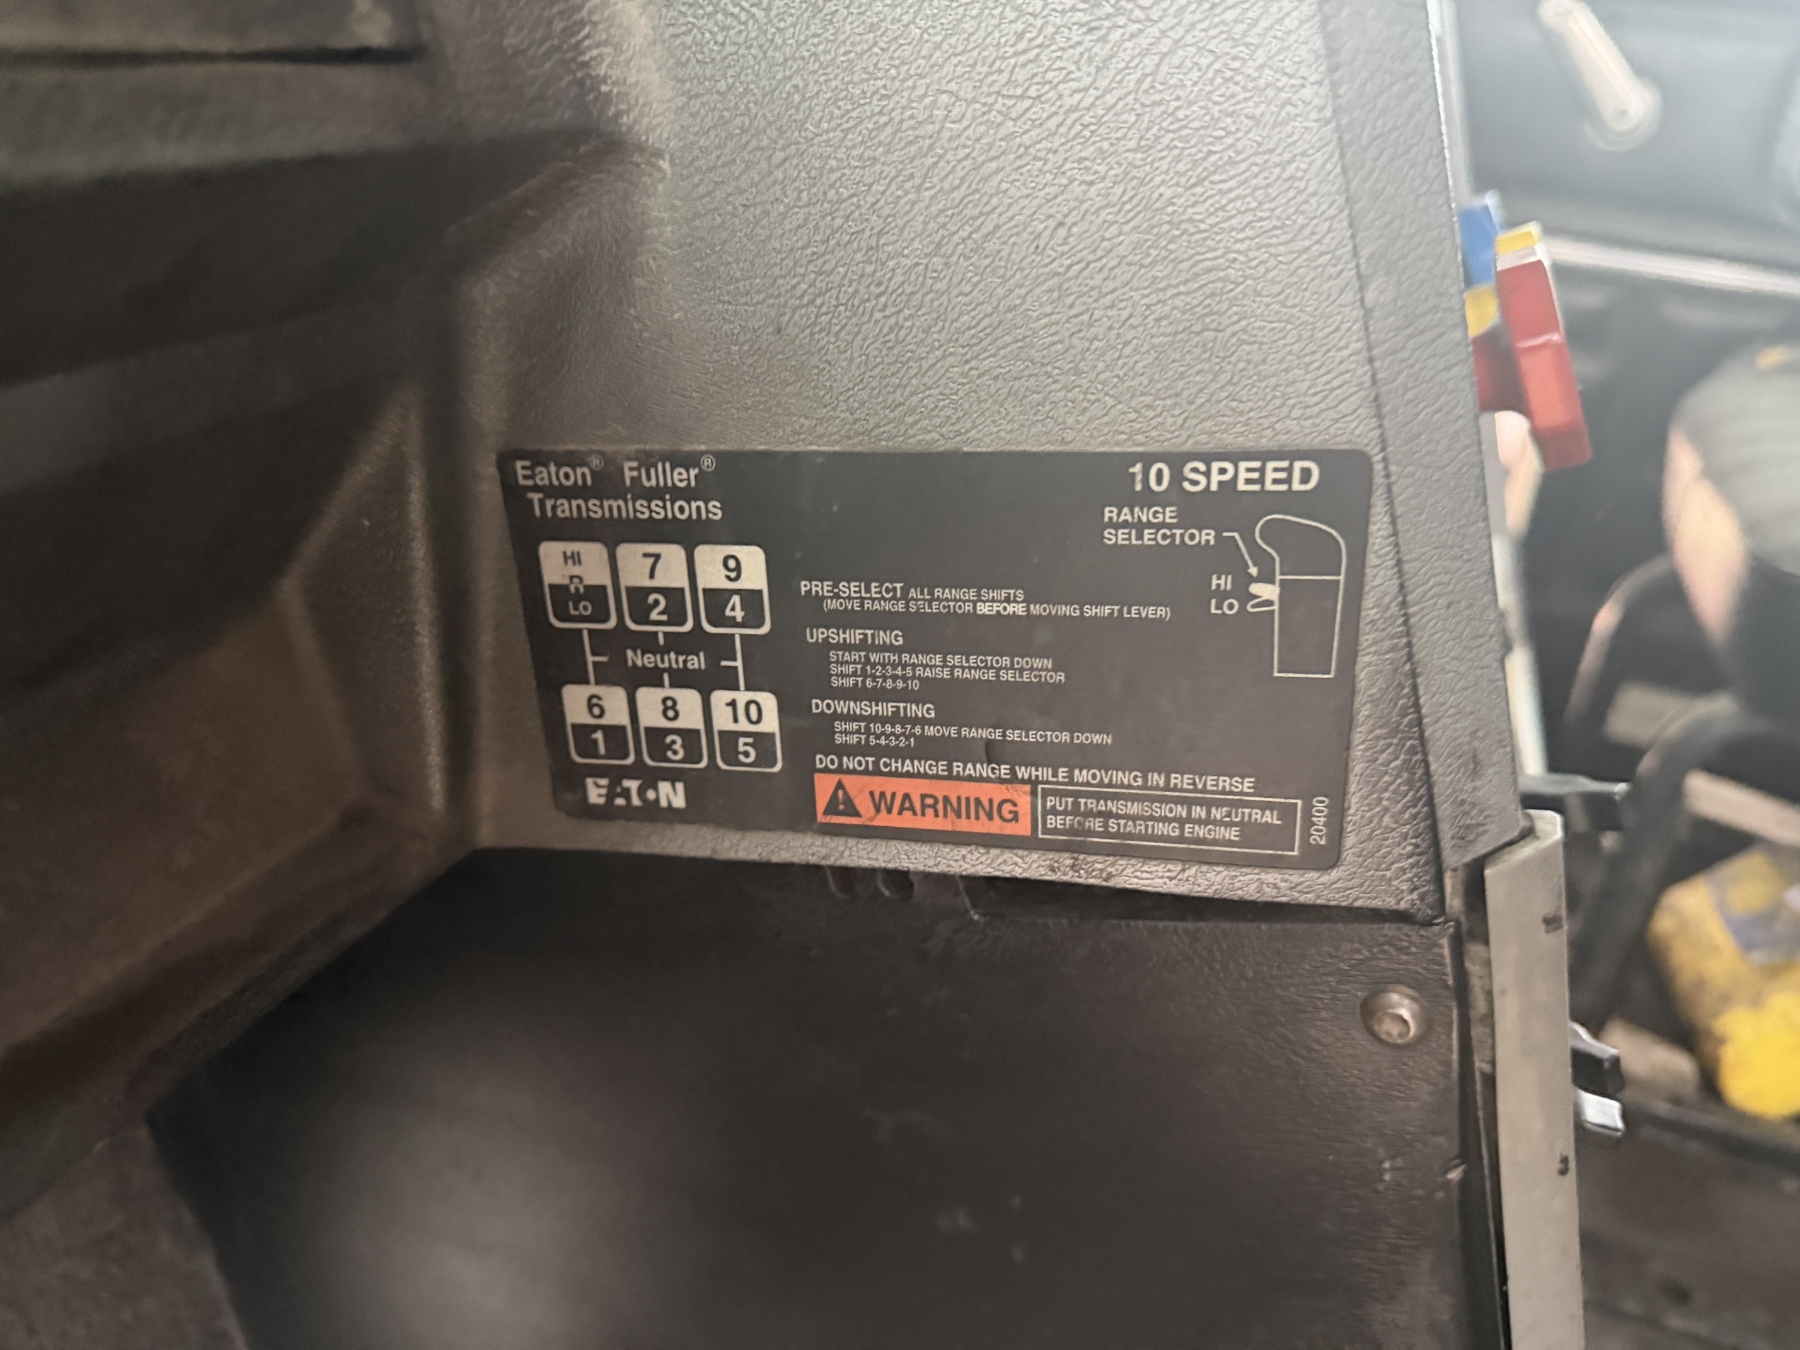 Eaton® Fuller®
Transmissions
10 SPEED
RANGE
SELECTOR
HI
LO
HI 7 9
R
LO 2 4
Neutral
6 8 10
1 3 5
EATON
PRE-SELECT ALL RANGE SHIFTS
(MOVE RANGE SELECTOR BEFORE MOVING SHIFT LEVER)
UPSHIFTING
START WITH RANGE SELECTOR DOWN
SHIFT 1-2-3-4-5 RAISE RANGE SELECTOR
SHIFT 6-7-8-9-10
DOWNSHIFTING
SHIFT 10-9-8-7-6 MOVE RANGE SELECTOR DOWN
SHIFT 5-4-3-2-1
DO NOT CHANGE RANGE WHILE MOVING IN REVERSE
WARNING
PUT TRANSMISSION IN NEUTRAL
BEFORE STARTING ENGINE
20400